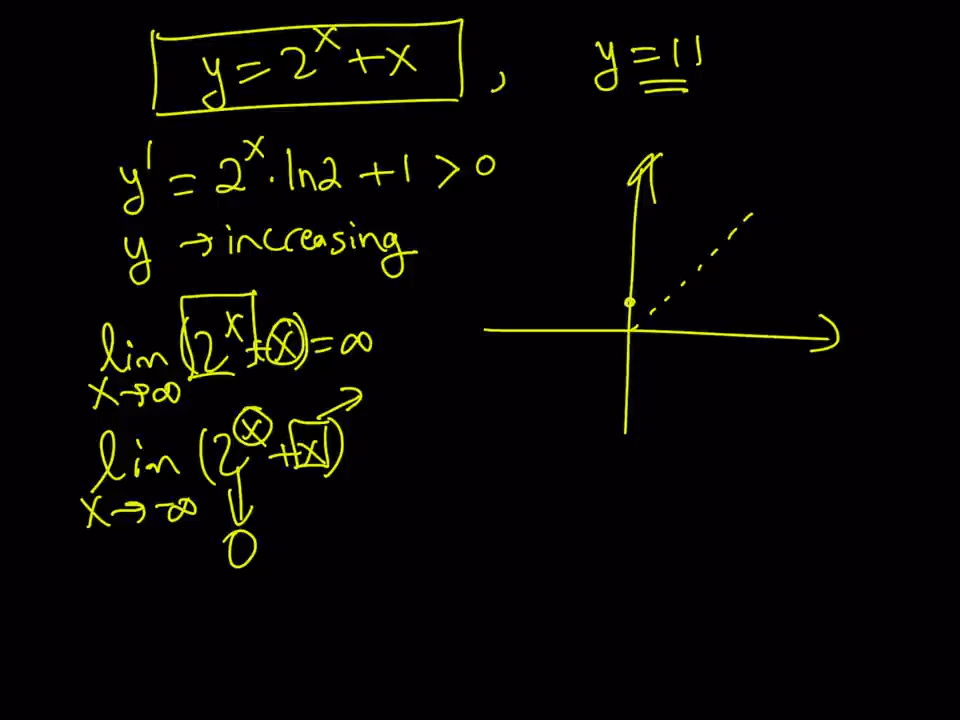 y = 2^x + x , y = 11
y' = 2^x · ln2 + 1 > 0
y → increasing
lim x→∞ (2^x + x) = ∞
lim x→-∞ (2^x + x) →
↓
0